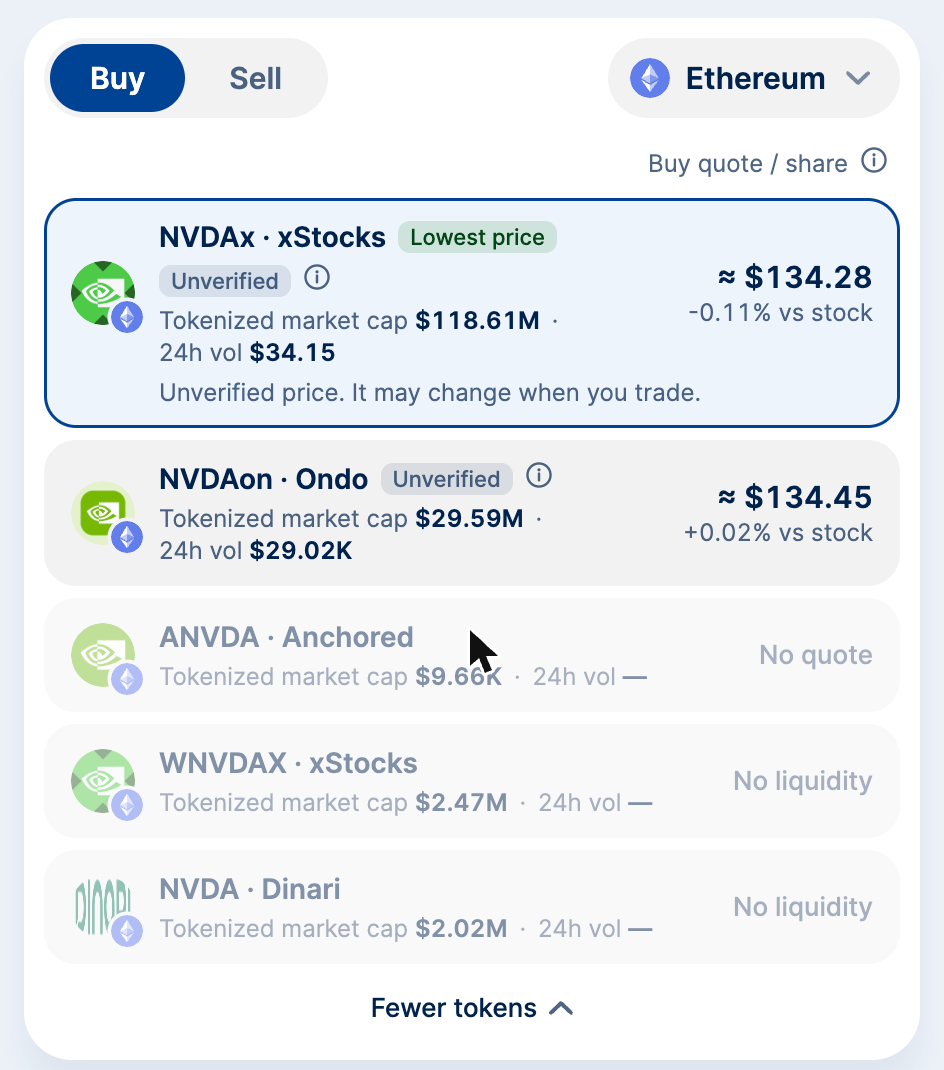 Buy Sell Ethereum
Buy quote / share
NVDAx · xStocks Lowest price
Unverified
≈ $134.28
Tokenized market cap $118.61M ·
-0.11% vs stock
24h vol $34.15
Unverified price. It may change when you trade.
NVDAon · Ondo Unverified
≈ $134.45
Tokenized market cap $29.59M ·
+0.02% vs stock
24h vol $29.02K
ANVDA · Anchored
No quote
Tokenized market cap $9.66K · 24h vol —
WNVDAX · xStocks
No liquidity
Tokenized market cap $2.47M · 24h vol —
NVDA · Dinari
DINARI
No liquidity
Tokenized market cap $2.02M · 24h vol —
Fewer tokens